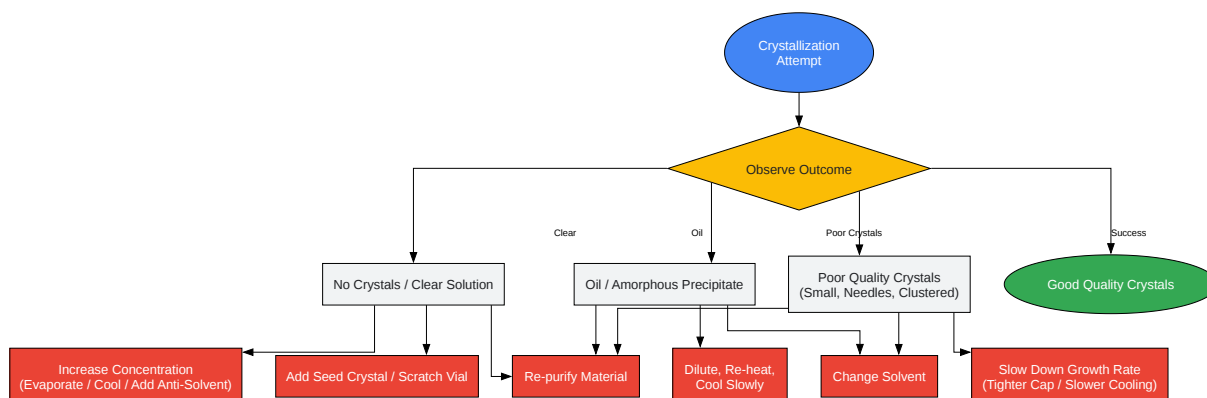 Crystallization
Attempt
Observe Outcome
Clear
Oil
Poor Crystals
Success
No Crystals / Clear Solution
Oil / Amorphous Precipitate
Poor Quality Crystals
(Small, Needles, Clustered)
Good Quality Crystals
Increase Concentration
(Evaporate / Cool / Add Anti-Solvent)
Add Seed Crystal / Scratch Vial
Re-purify Material
Dilute, Re-heat,
Cool Slowly
Change Solvent
Slow Down Growth Rate
(Tighter Cap / Slower Cooling)